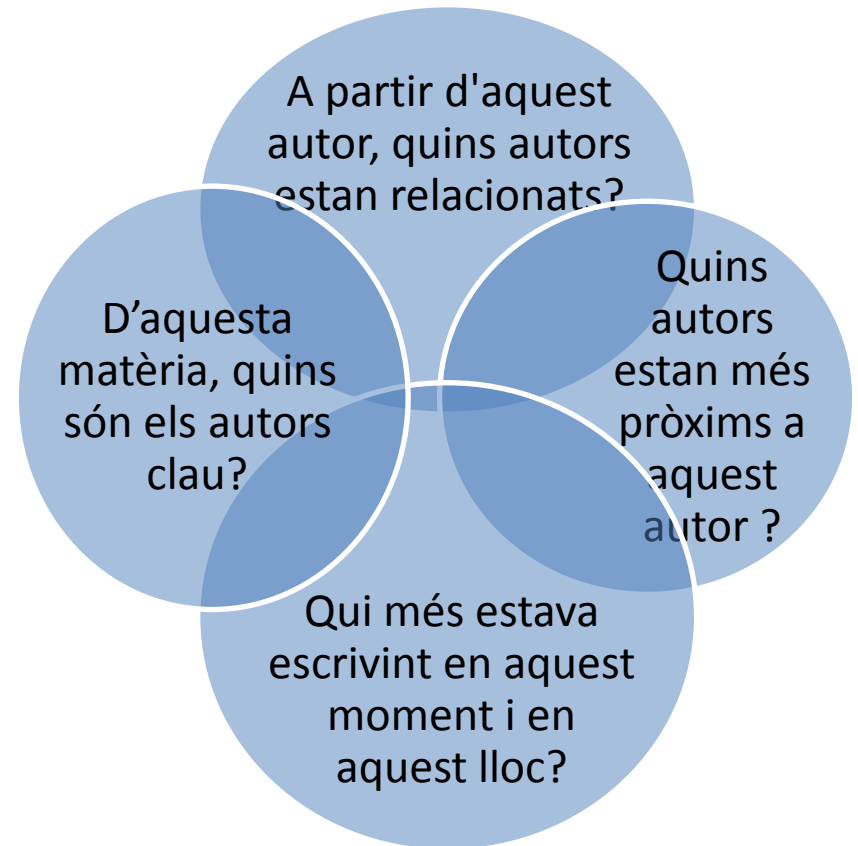 A partir d'aquest
autor, quins autors
estan relacionats?
D’aquesta
matèria, quins
són els autors
clau?
Quins
autors
estan més
pròxims a
aquest
autor ?
Qui més estava
escrivint en aquest
moment i en
aquest lloc?